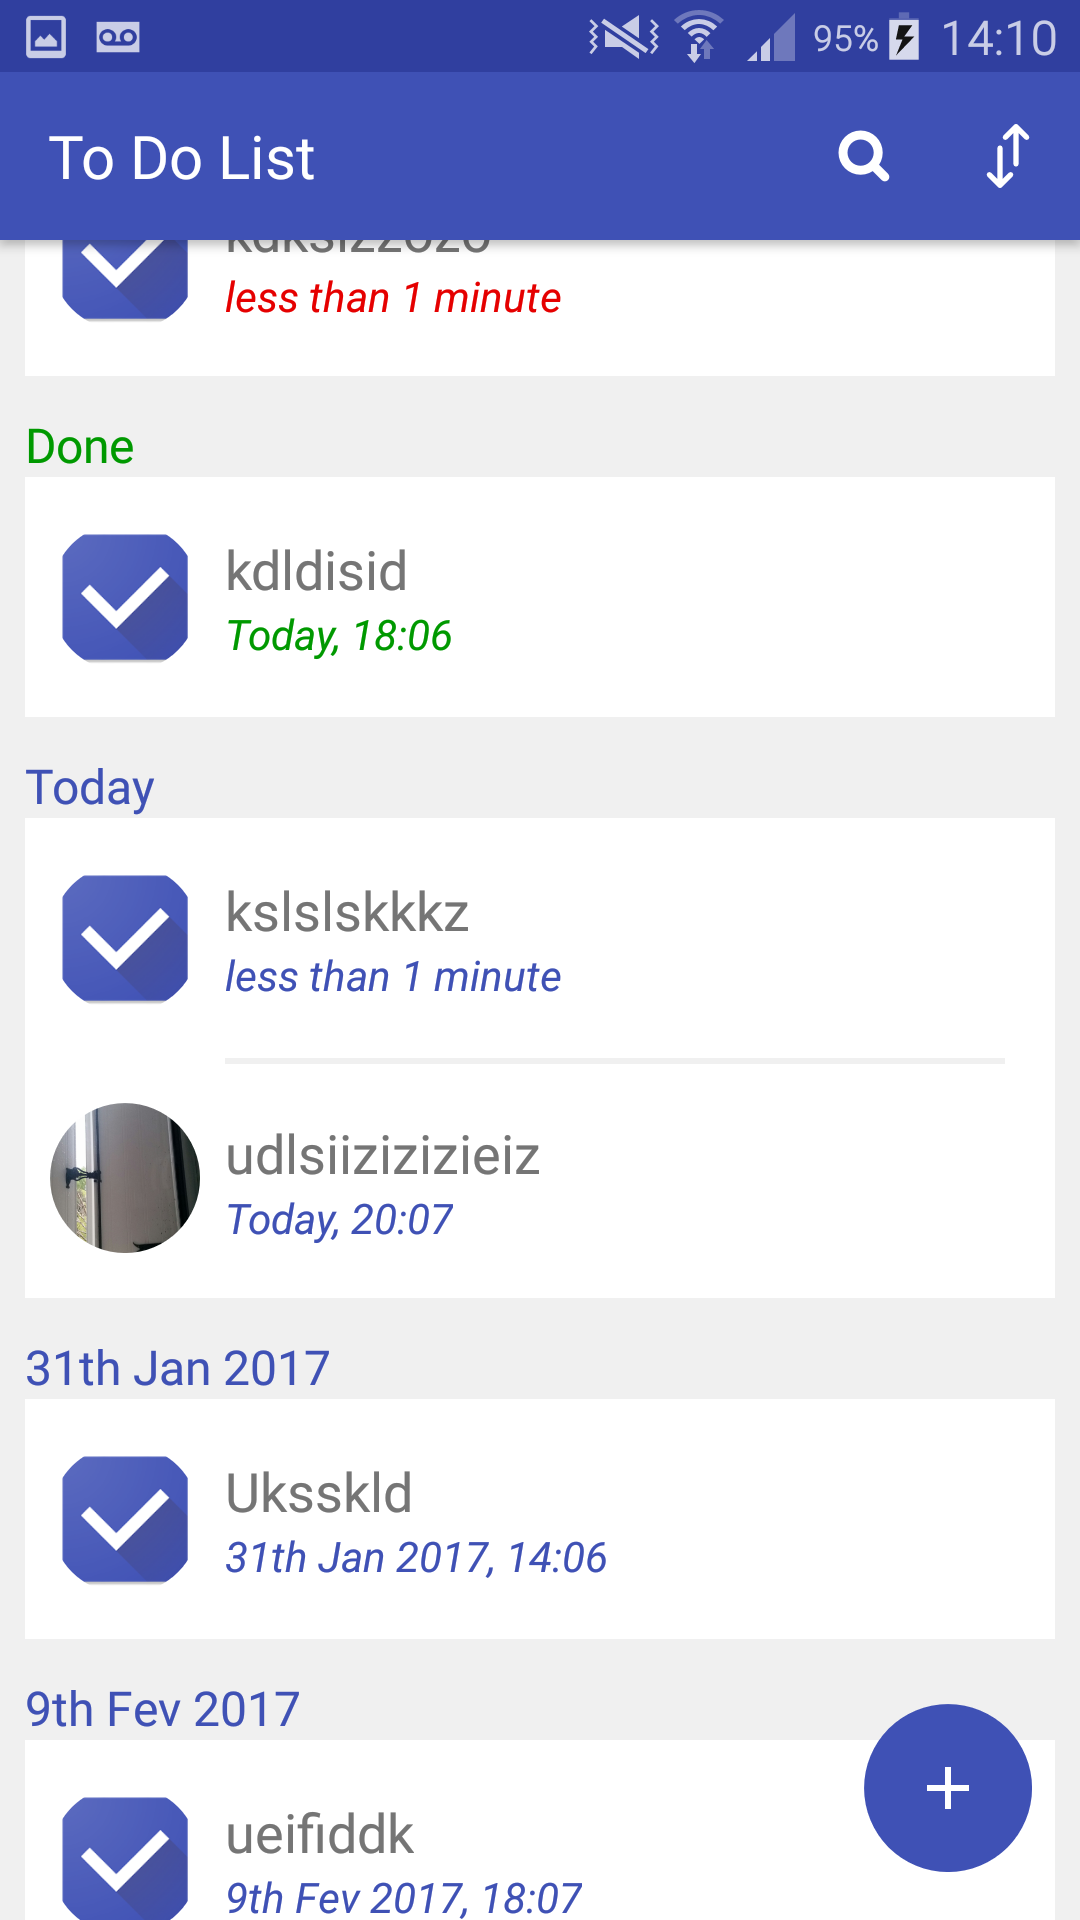 95% 14:10
To Do List
less than 1 minute
Done
kdldisid
Today, 18:06
Today
kslslskkkz
less than 1 minute
udlsiizizizieiz
Today, 20:07
31th Jan 2017
Uksskld
31th Jan 2017, 14:06
9th Fev 2017
ueifiddk
9th Fev 2017, 18:07